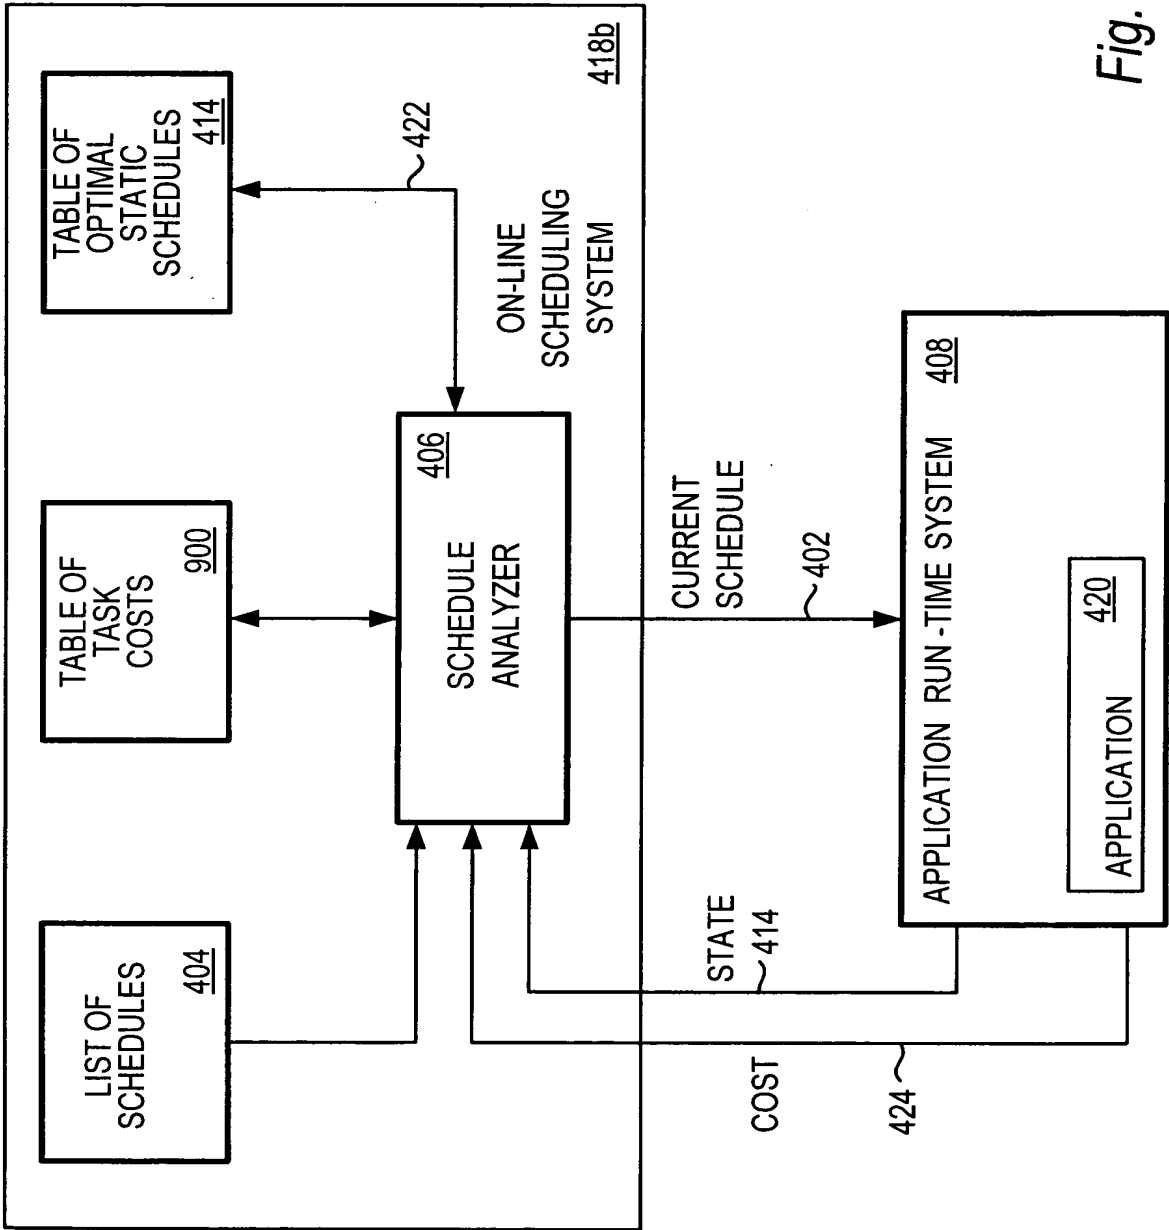 LIST OF
SCHEDULES
404
TABLE OF
TASK
COSTS
900
TABLE OF
OPTIMAL
STATIC
SCHEDULES
414
422
406
SCHEDULE
ANALYZER
ON-LINE
SCHEDULING
SYSTEM
418b
STATE
414
COST
424
CURRENT
SCHEDULE
402
APPLICATION RUN-TIME SYSTEM
408
APPLICATION
420
Fig.